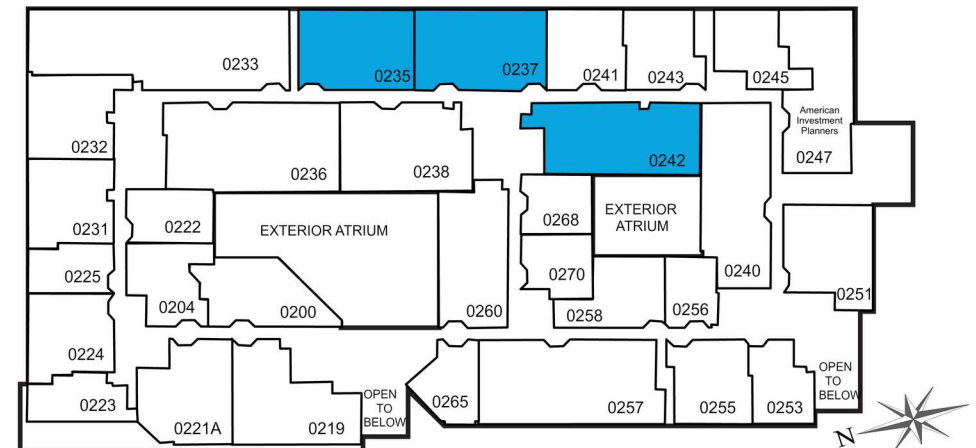 0233
0235
0237
0241
0243
0245
American
Investment
Planners
0247
0232
0236
0238
0242
0231
0222
EXTERIOR ATRIUM
0268
EXTERIOR
ATRIUM
0225
0204
0200
0260
0270
0258
0256
0240
0251
0224
0223
0221A
0219
OPEN
TO
BELOW
0265
0257
0255
0253
OPEN
TO
BELOW
N